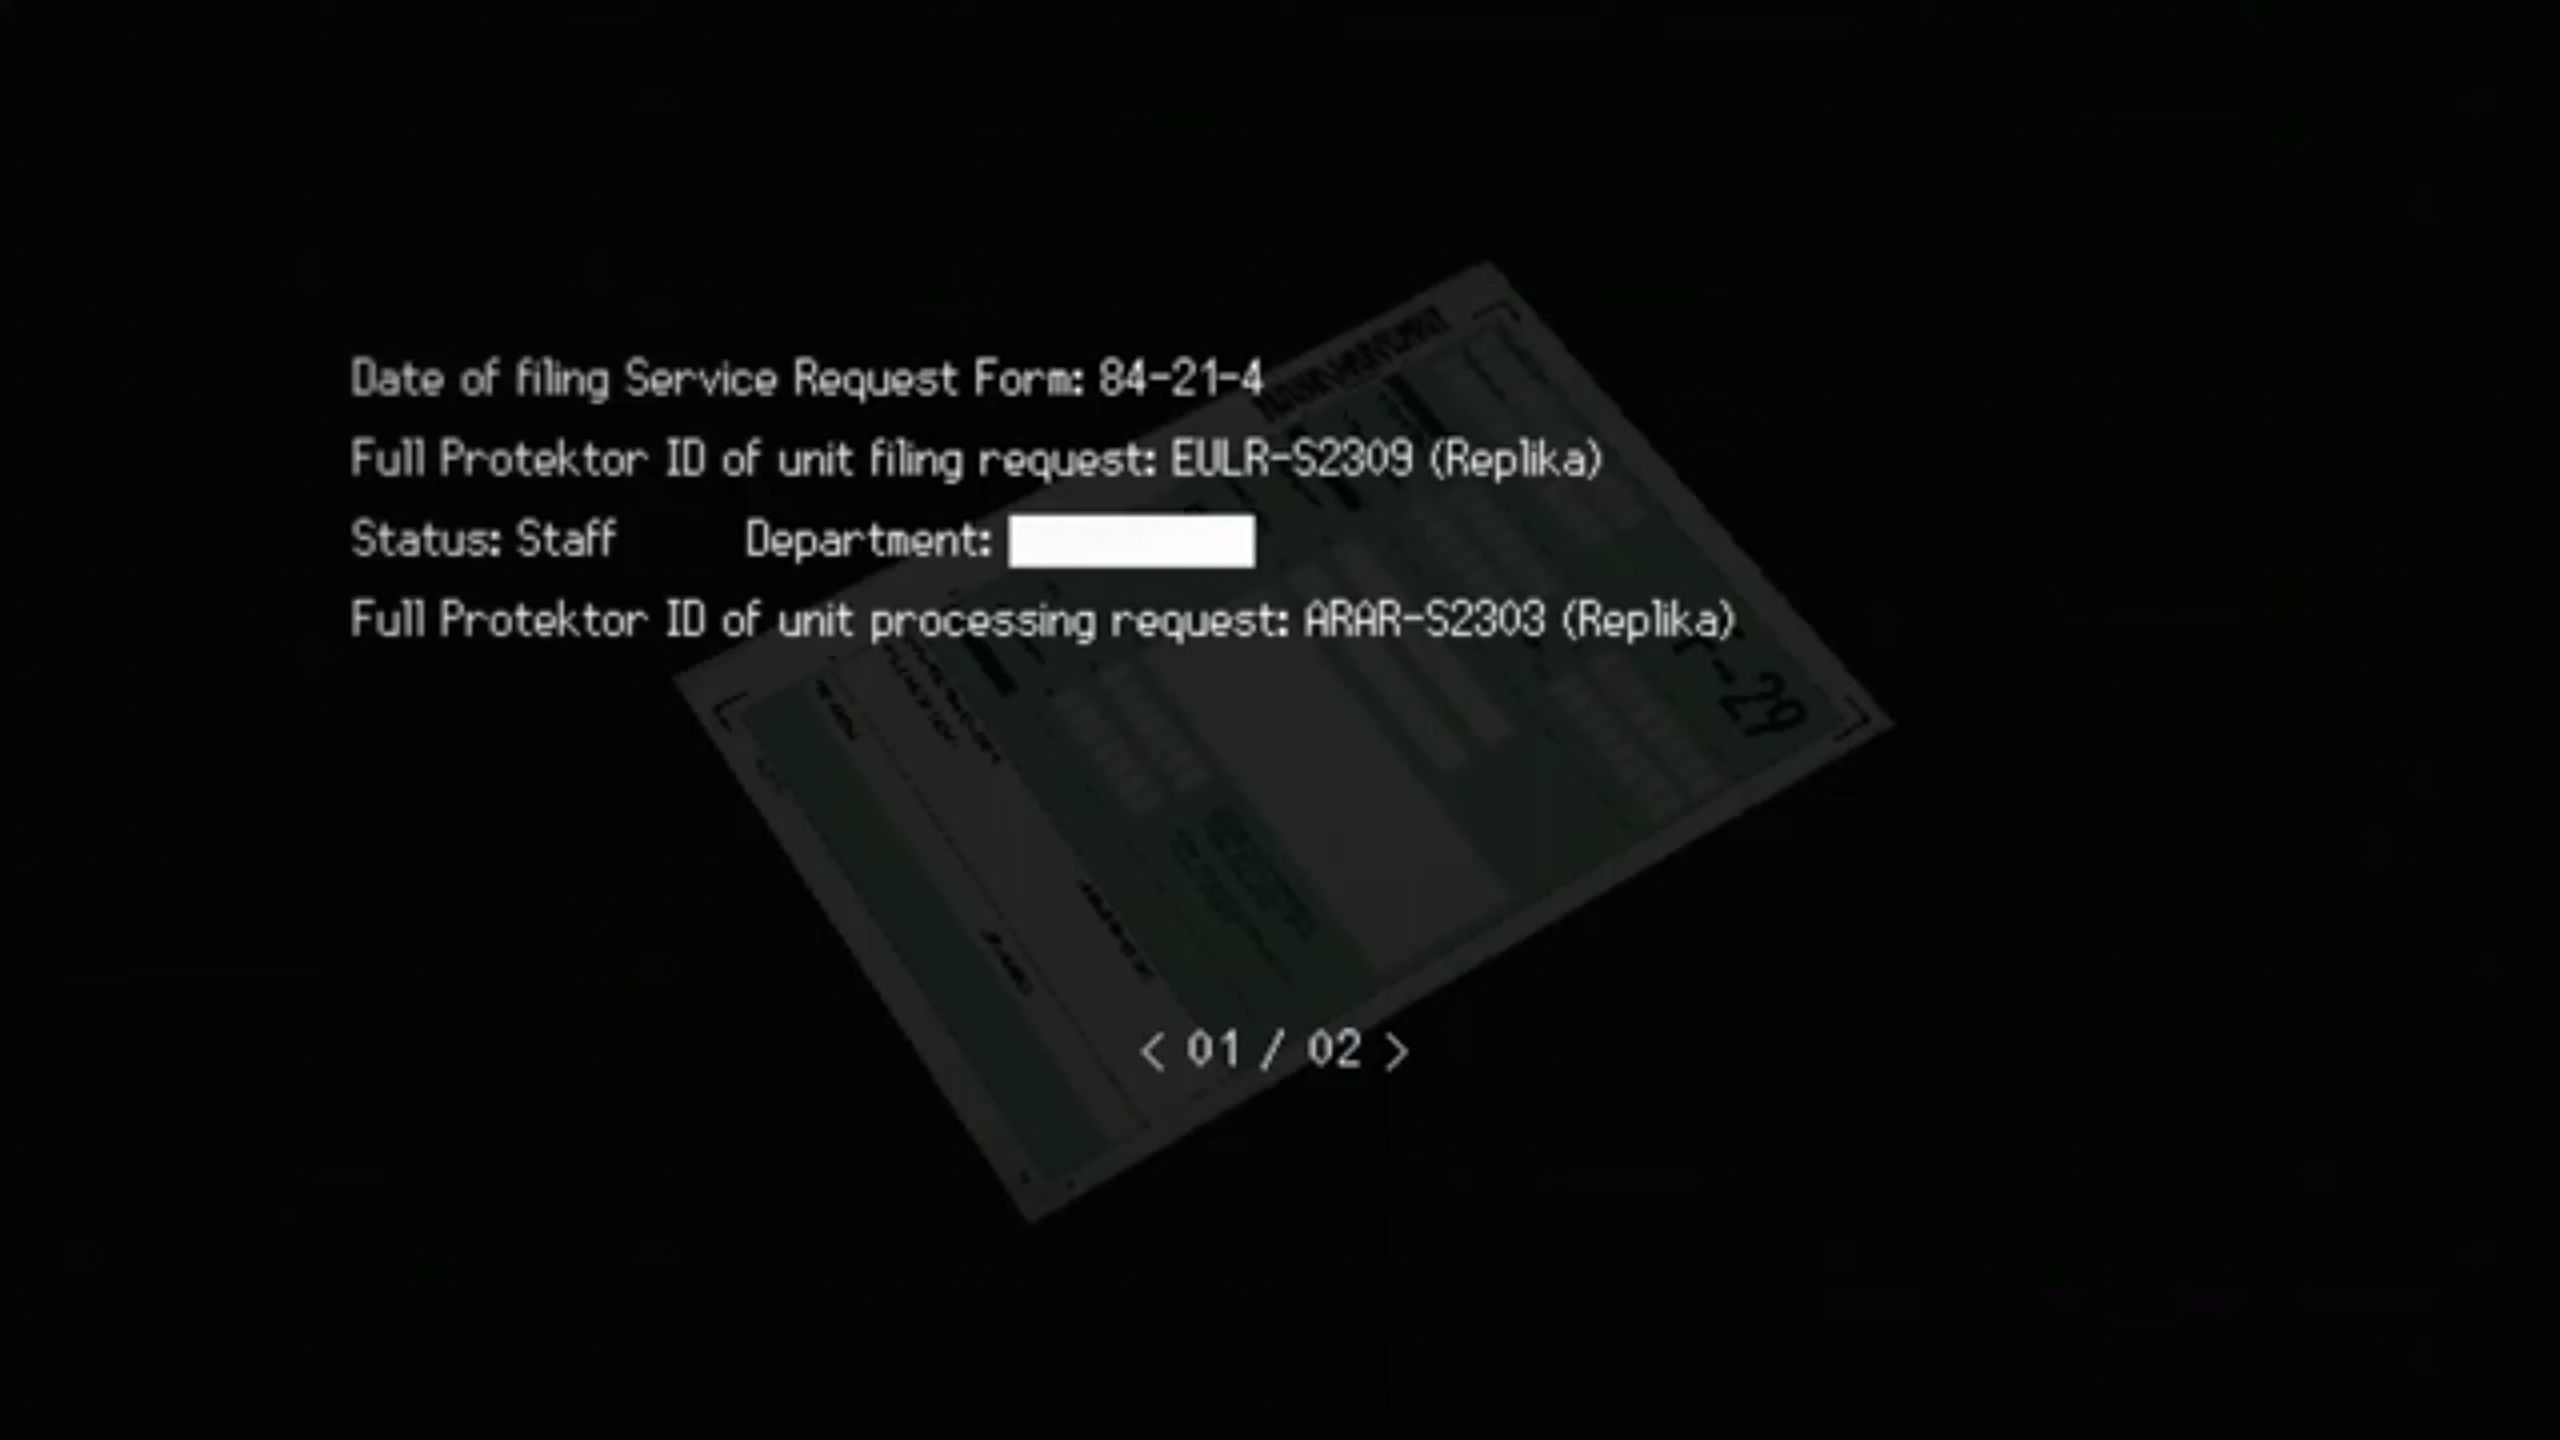 Date of filing Service Request Form: 84-21-4
Full Protektor ID of unit filing request: EULR-S2309 (Replika)
Status: Staff Department:
Full Protektor ID of unit processing request: ARAR-S2303 (Replika)
-29
< 01 / 02 >